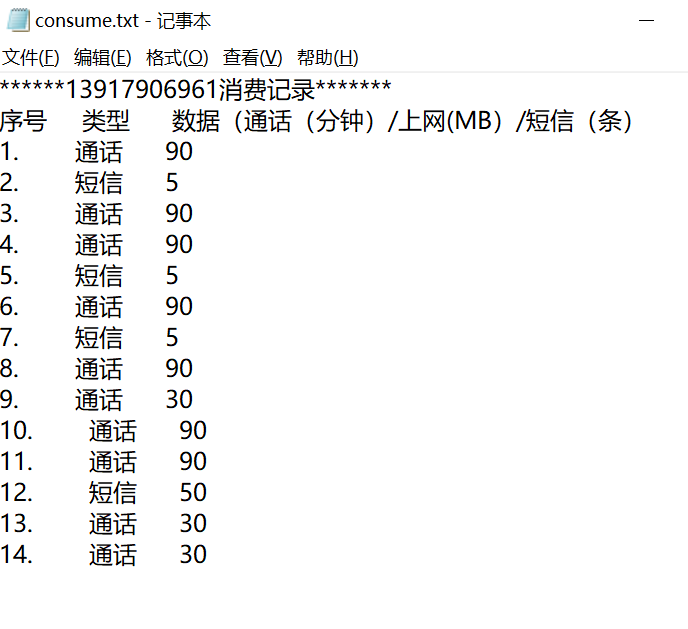 consume.txt - 记事本
文件(F) 编辑(E) 格式(O) 查看(V) 帮助(H)
******13917906961消费记录*******
序号 类型 数据（通话（分钟）/上网(MB）/短信（条）
1. 通话 90
2. 短信 5
3. 通话 90
4. 通话 90
5. 短信 5
6. 通话 90
7. 短信 5
8. 通话 90
9. 通话 30
10. 通话 90
11. 通话 90
12. 短信 50
13. 通话 30
14. 通话 30